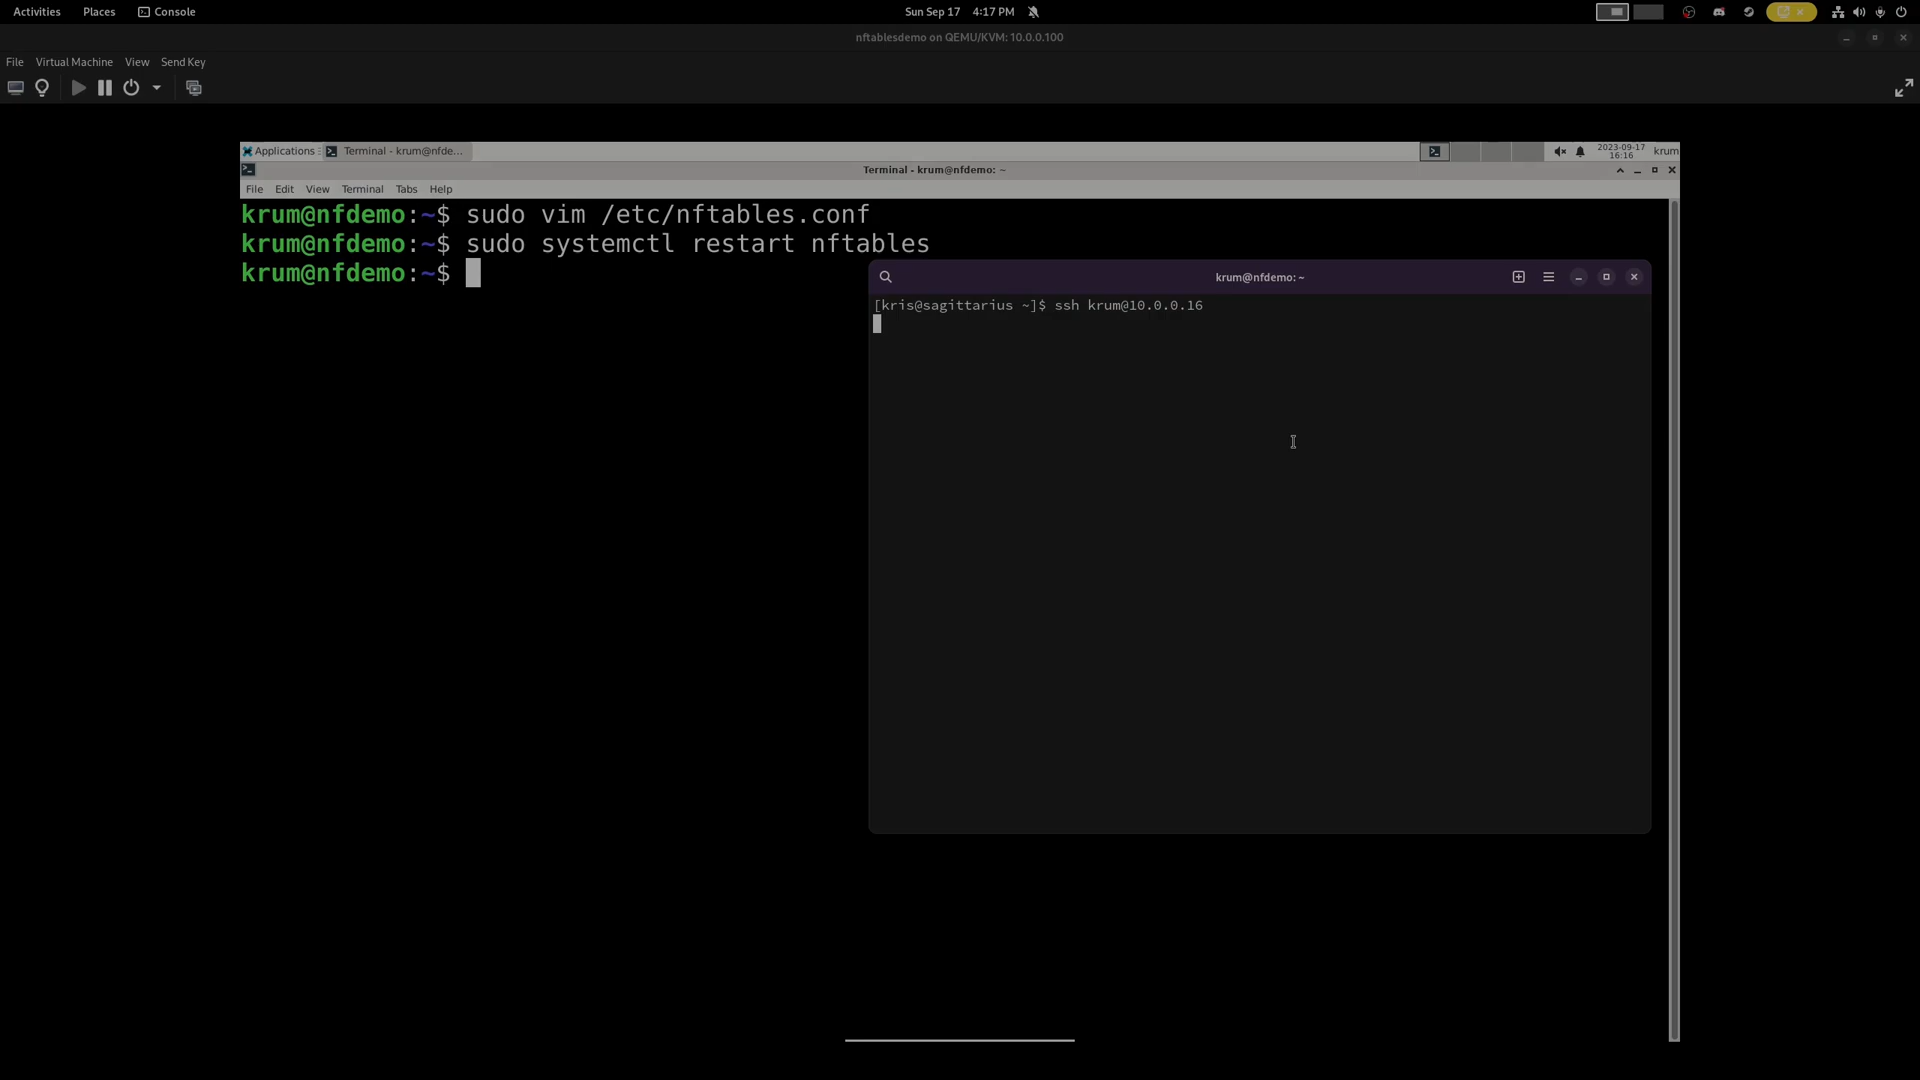 Activities Places Console Sun Sep 17 4:17 PM
nftablesdemo on QEMU/KVM: 10.0.0.100
File Virtual Machine View Send Key
Applications Terminal - krum@nfde... 2023-09-17 krum
16:16
Terminal - krum@nfdemo: ~
File Edit View Terminal Tabs Help
krum@nfdemo:~$ sudo vim /etc/nftables.conf
krum@nfdemo:~$ sudo systemctl restart nftables
krum@nfdemo:~$
krum@nfdemo: ~
[kris@sagittarius ~]$ ssh krum@10.0.0.16